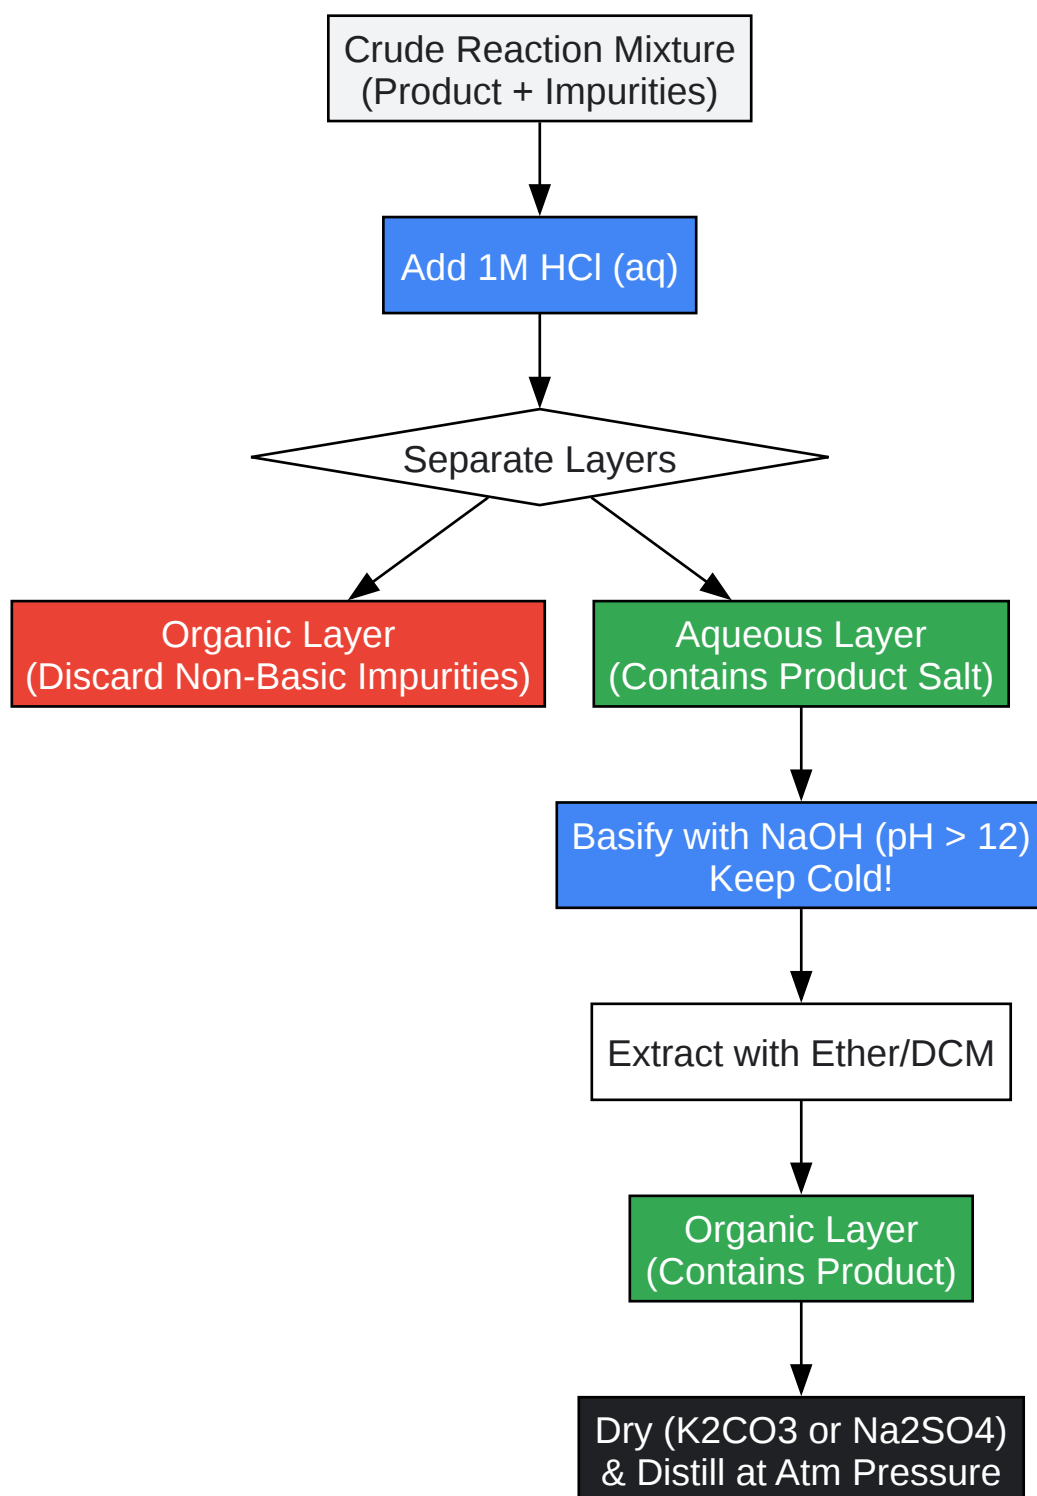 Crude Reaction Mixture
(Product + Impurities)
Add 1M HCl (aq)
Separate Layers
Organic Layer
(Discard Non-Basic Impurities)
Aqueous Layer
(Contains Product Salt)
Basify with NaOH (pH > 12)
Keep Cold!
Extract with Ether/DCM
Organic Layer
(Contains Product)
Dry (K2CO3 or Na2SO4)
& Distill at Atm Pressure